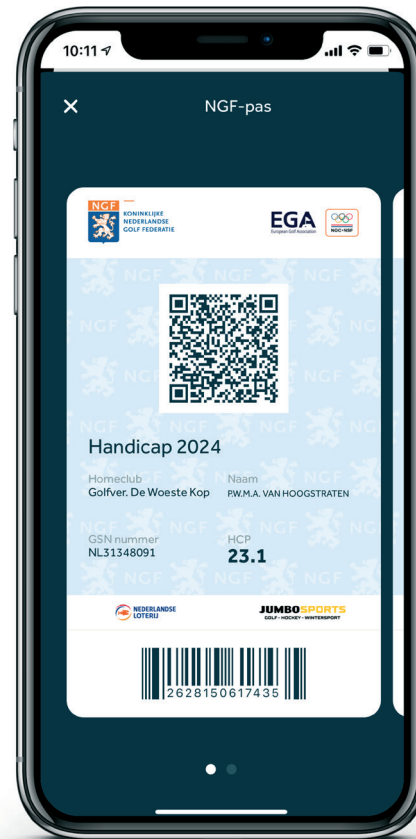 10:11
NGF-pas
NGF
KONINKLIJKE
NEDERLANDSE
GOLF FEDERATIE
EGA
European Golf Association
NOC*NSF
Handicap 2024
Homeclub
Golfver. De Woeste Kop
Naam
P.W.M.A. VAN HOOGSTRATEN
GSN nummer
NL31348091
HCP
23.1
NEDERLANDSE
LOTERIJ
JUMBOSPORTS
GOLF - HOCKEY - WINTERSPORT
2628150617435